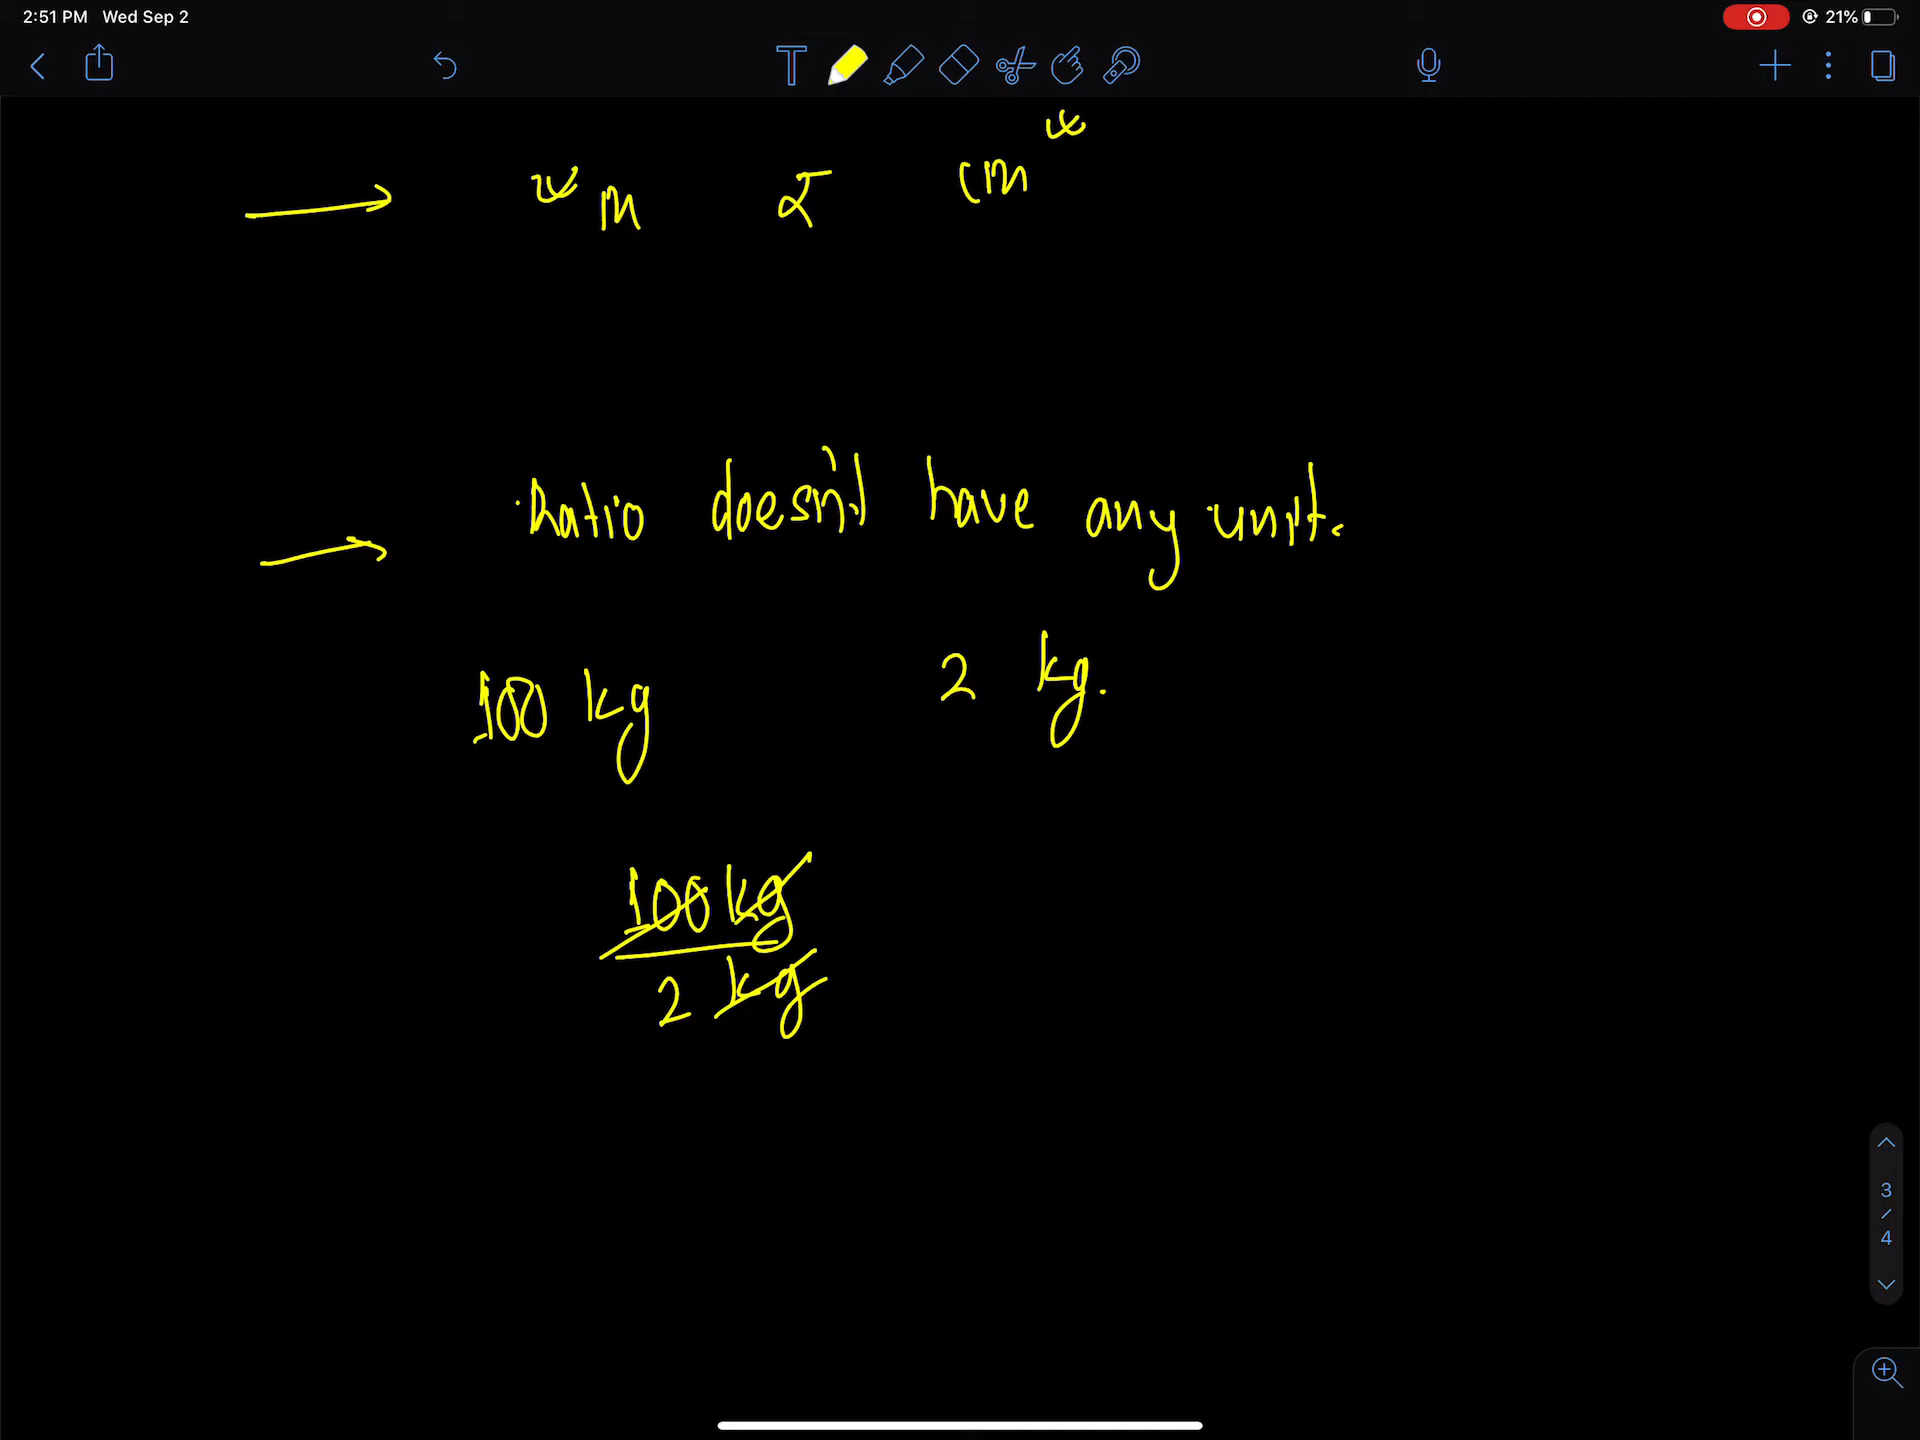 2:51 PM Wed Sep 2 21%
T
m cm
Ratio doesn't have any unit.
100 kg 2 kg.
100 kg
2 kg
3
/
4